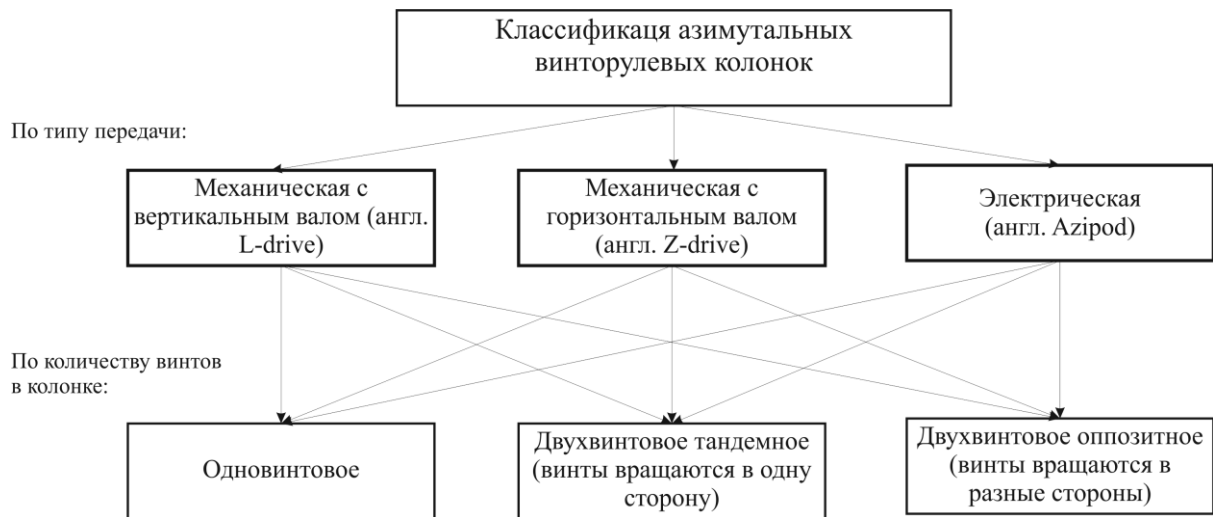 Классификаця азимутальных
винторулевых колонок
По типу передачи:
Механическая с
вертикальным валом (англ.
L-drive)
Механическая с
горизонтальным валом
(англ. Z-drive)
Электрическая
(англ. Azipod)
По количеству винтов
в колонке:
Одновинтовое
Двухвинтовое тандемное
(винты вращаются в одну
сторону)
Двухвинтовое оппозитное
(винты вращаются в
разные стороны)